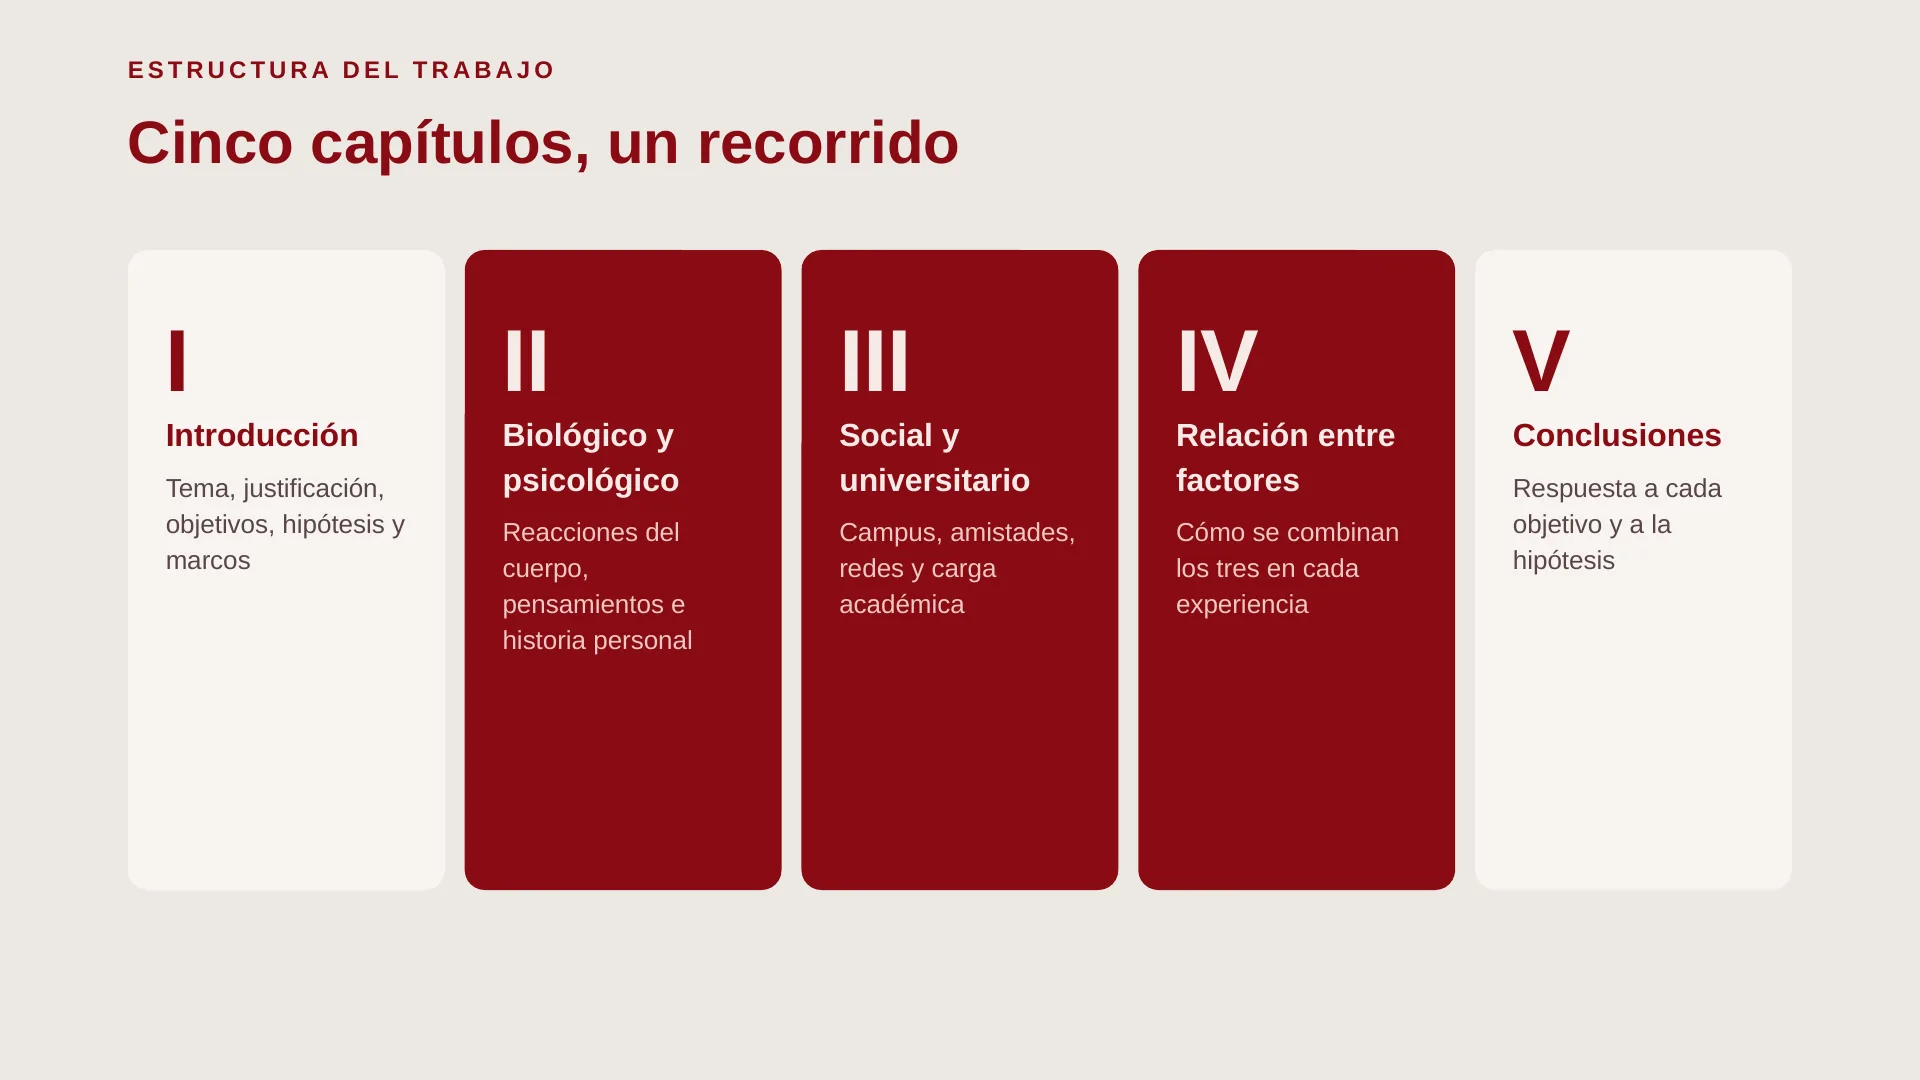 ESTRUCTURA DEL TRABAJO
Cinco capítulos, un recorrido
I
Introducción
Tema, justificación,
objetivos, hipótesis y
marcos
II
Biológico y
psicológico
Reacciones del
cuerpo,
pensamientos e
historia personal
III
Social y
universitario
Campus, amistades,
redes y carga
académica
IV
Relación entre
factores
Cómo se combinan
los tres en cada
experiencia
V
Conclusiones
Respuesta a cada
objetivo y a la
hipótesis